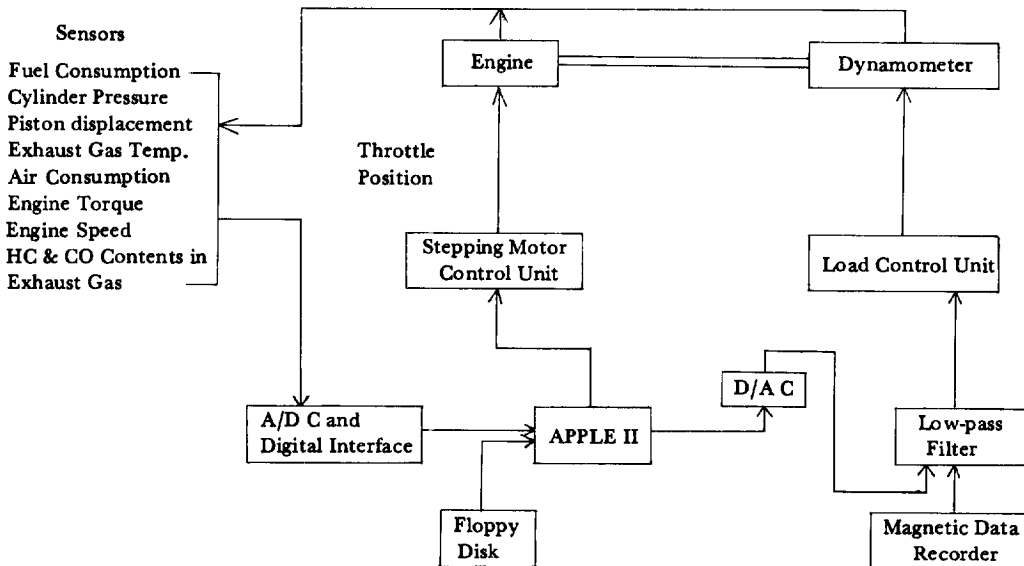 Sensors
Fuel Consumption
Cylinder Pressure
Piston displacement
Exhaust Gas Temp.
Air Consumption
Engine Torque
Engine Speed
HC & CO Contents in
Exhaust Gas
Engine
Dynamometer
Throttle
Position
Stepping Motor
Control Unit
Load Control Unit
A/D C and
Digital Interface
APPLE II
D/A C
Low-pass
Filter
Floppy
Disk
Magnetic Data
Recorder